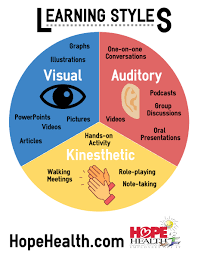 LEARNING STYLES
Graphs
Illustrations
Visual
PowerPoints
Videos
Pictures
Articles
One-on-one
Conversations
Auditory
Podcasts
Group
Discussions
Videos
Oral
Presentations
Hands-on
Activity
Kinesthetic
Walking
Meetings
Role-playing
Note-taking
HopeHealth.com
HOPE
HEALTH